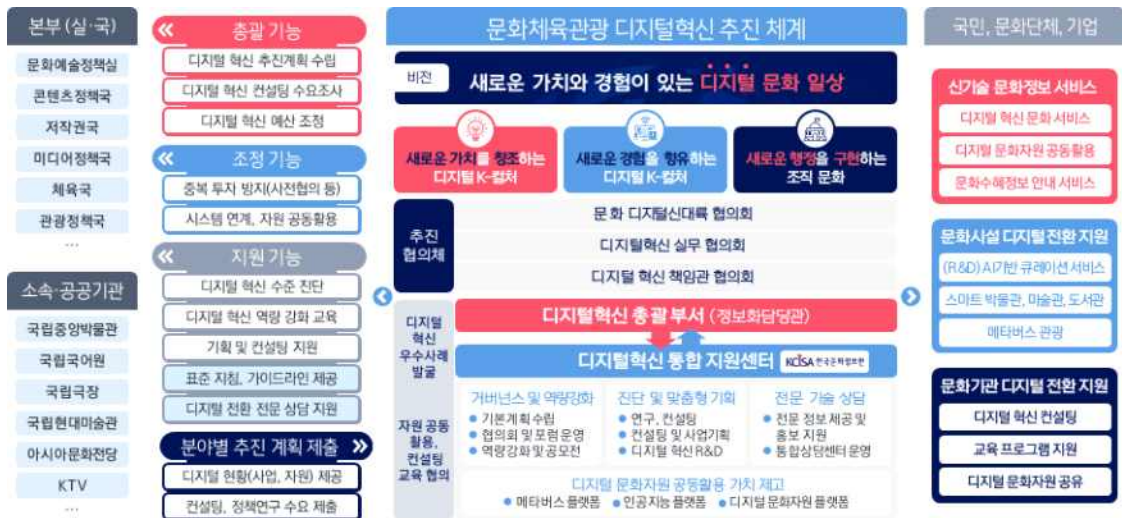 본부 (실·국)
문화예술정책실
콘텐츠정책국
저작권국
미디어정책국
체육국
관광정책국
...
소속·공공기관
국립중앙박물관
국립국어원
국립극장
국립현대미술관
아시아문화전당
KTV
...
총괄 기능
디지털 혁신 추진계획 수립
디지털 혁신 컨설팅 수요조사
디지털 혁신 예산 조정
조정 기능
중복 투자 방지(사전협의 등)
시스템 연계, 자원 공동활용
지원 기능
디지털 혁신 수준 진단
디지털 혁신 역량 강화 교육
기획 및 컨설팅 지원
표준 지침, 가이드라인 제공
디지털 전환 전문 상담 지원
분야별 추진 계획 제출
디지털 현황(사업, 자원) 제공
컨설팅, 정책연구 수요 제출
문화체육관광 디지털혁신 추진 체계
비전
새로운 가치와 경험이 있는 디지털 문화 일상
새로운 가치를 창조하는
디지털 K-컬처
새로운 경험을 향유하는
디지털 K-컬처
새로운 행정을 구현하는
조직 문화
추진
협의체
문화 디지털신대륙 협의회
디지털혁신 실무 협의회
디지털 혁신 책임관 협의회
디지털
혁신
우수사례
발굴
자원 공동
활용,
컨설팅
교육 협의
디지털혁신 총괄 부서 (정보화담당관)
디지털혁신 통합 지원센터
KCISA 한국문화정보원
거버넌스 및 역량강화
기본계획 수립
협의회 및 포럼 운영
역량강화 및 공모전
진단 및 맞춤형 기획
연구, 컨설팅
컨설팅 및 사업기획
디지털 혁신 R&D
전문 기술 상담
전문 정보 제공 및
홍보 지원
통합상담센터 운영
디지털 문화자원 공동활용 가치 제고
메타버스 플랫폼
인공지능 플랫폼
디지털 문화자원 플랫폼
국민, 문화단체, 기업
신기술 문화정보 서비스
디지털 혁신 문화 서비스
디지털 문화자원 공동활용
문화수혜정보 안내 서비스
문화시설 디지털 전환 지원
(R&D) AI기반 큐레이션 서비스
스마트 박물관, 미술관, 도서관
메타버스 관광
문화기관 디지털 전환 지원
디지털 혁신 컨설팅
교육 프로그램 지원
디지털 문화자원 공유